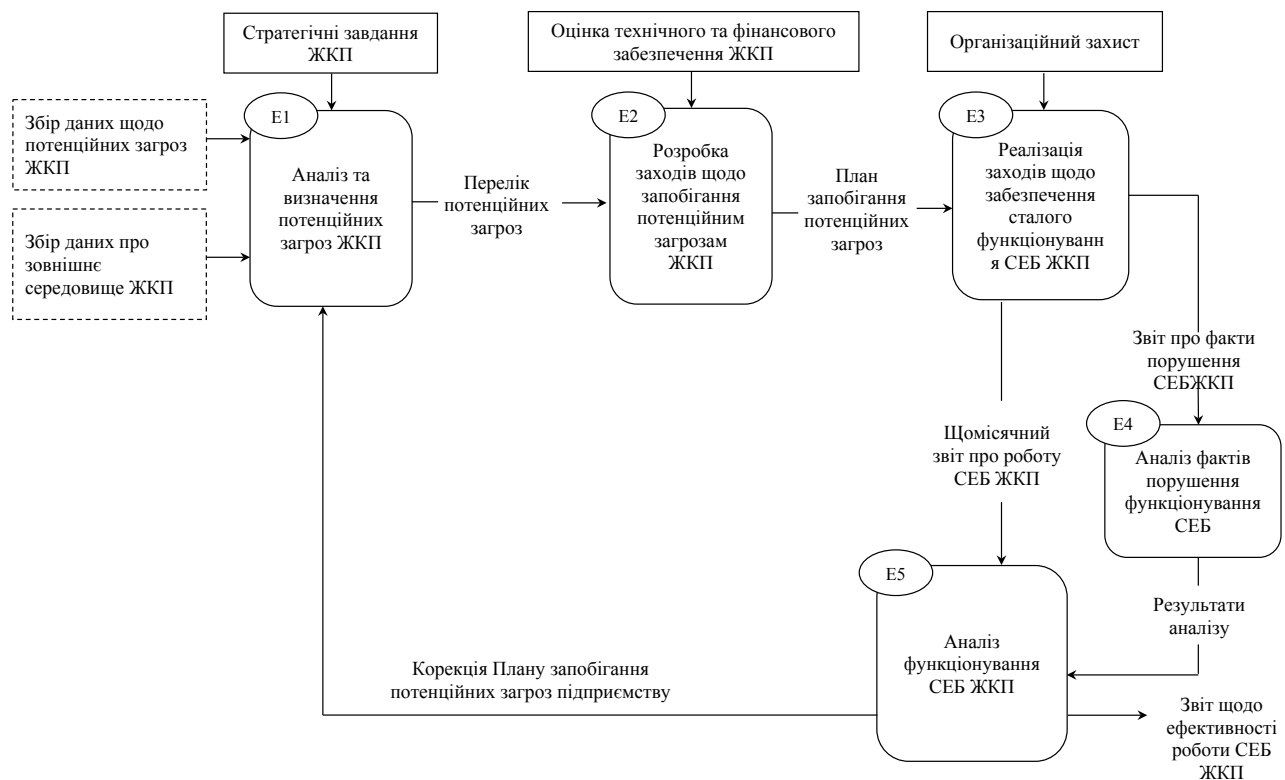 Стратегічні завдання
ЖКП
Оцінка технічного та фінансового
забезпечення ЖКП
Організаційний захист
Збір даних щодо
потенційних загроз
ЖКП
Збір даних про
зовнішнє
середовище ЖКП
E1
Аналіз та
визначення
потенційних
загроз ЖКП
Перелік
потенційних
загроз
E2
Розробка
заходів щодо
запобігання
потенційним
загрозам
ЖКП
План
запобігання
потенційних
загроз
E3
Реалізація
заходів щодо
забезпечення
сталого
функціонуванн
я СЕБ ЖКП
Звіт про факти
порушення
СЕБЖКП
Щомісячний
звіт про роботу
СЕБ ЖКП
E4
Аналіз фактів
порушення
функціонування
СЕБ
Результати
аналізу
E5
Аналіз
функціонування
СЕБ ЖКП
Корекція Плану запобігання
потенційних загроз підприємству
Звіт щодо
ефективності
роботи СЕБ
ЖКП